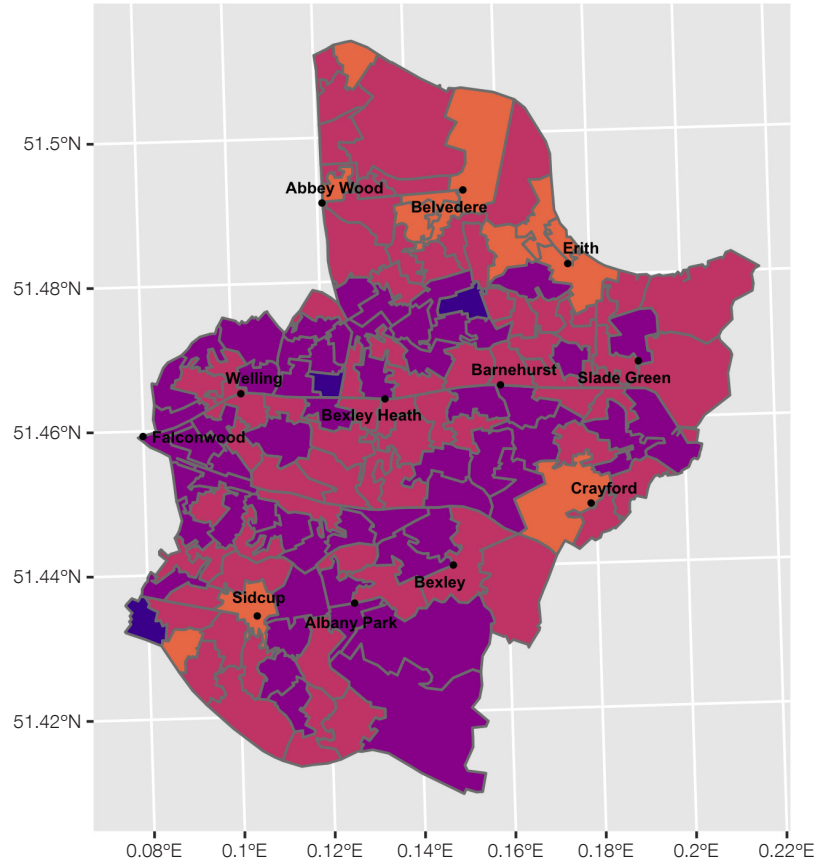 51.5°N
51.48°N
51.46°N
51.44°N
51.42°N
Abbey Wood
Belvedere
Erith
Barnehurst
Slade Green
Welling
Bexley Heath
Falconwood
Crayford
Bexley
Sidcup
Albany Park
0.08°E
0.1°E
0.12°E
0.14°E
0.16°E
0.18°E
0.2°E
0.22°E